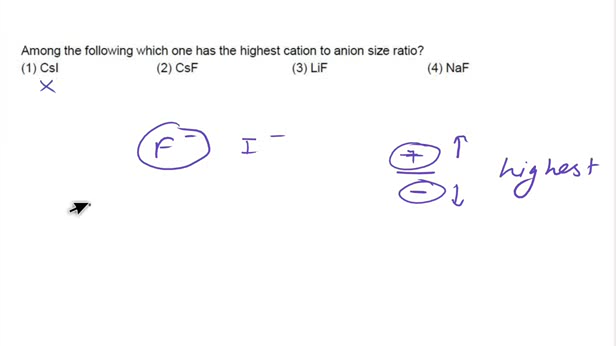 Among the following which one has the highest cation to anion size ratio?
(1) CsI (2) CsF (3) LiF (4) NaF
×
F⁻ I⁻
+ ↑
− ↓
highest